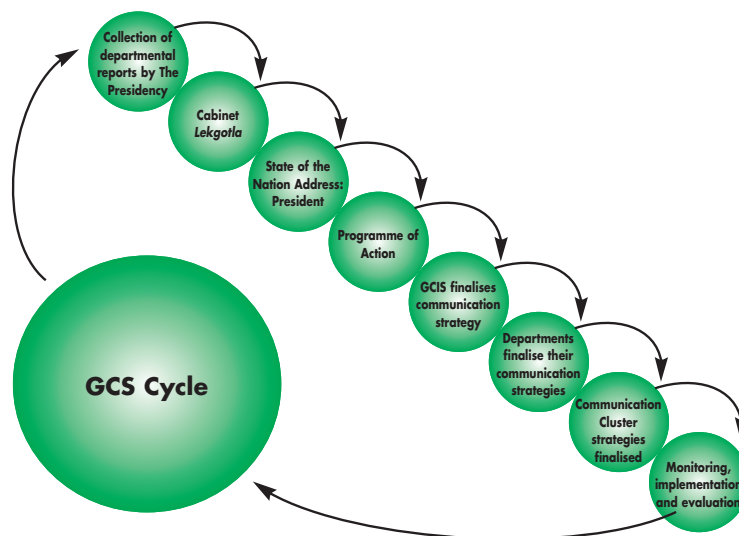 Collection of
departmental
reports by The
Presidency
Cabinet
Lekgotla
State of the
Nation Address:
President
Programme of
Action
GCIS finalises
communication
strategy
Departments
finalise their
communication
strategies
Communication
Cluster
strategies
finalised
Monitoring,
implementation
and evaluation
GCS Cycle